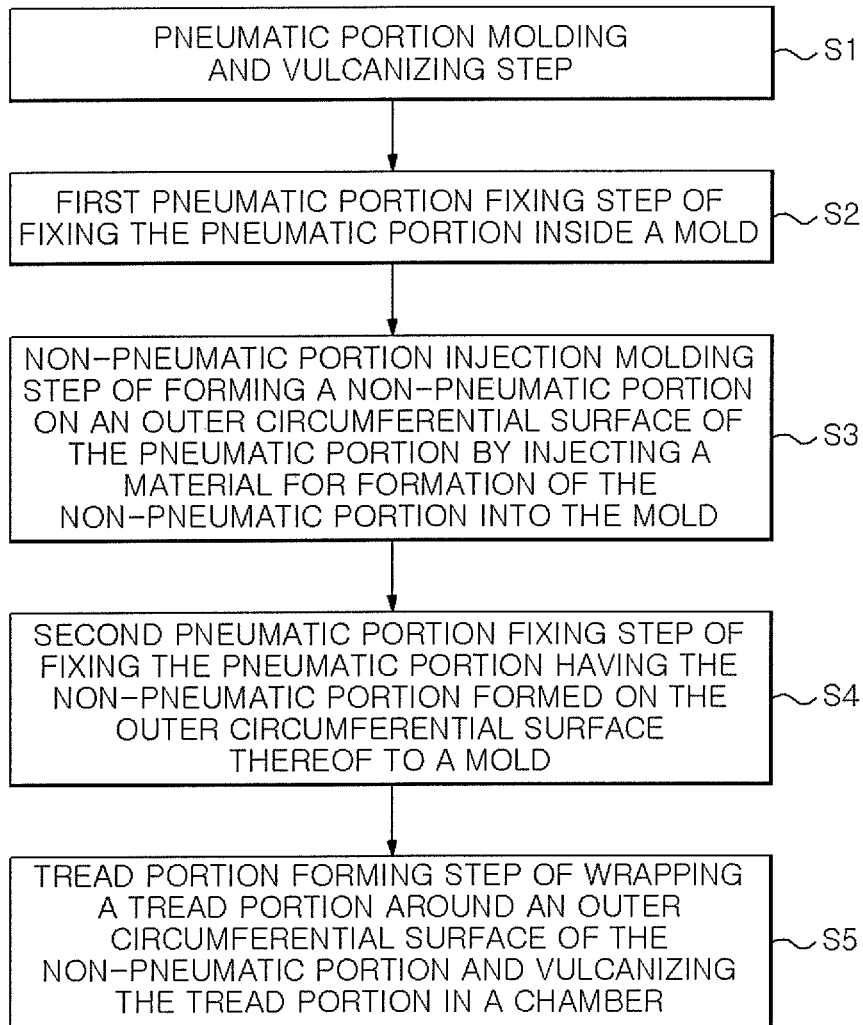 PNEUMATIC PORTION MOLDING
AND VULCANIZING STEP
S1
FIRST PNEUMATIC PORTION FIXING STEP OF
FIXING THE PNEUMATIC PORTION INSIDE A MOLD
S2
NON-PNEUMATIC PORTION INJECTION MOLDING
STEP OF FORMING A NON-PNEUMATIC PORTION
ON AN OUTER CIRCUMFERENTIAL SURFACE OF
THE PNEUMATIC PORTION BY INJECTING A
MATERIAL FOR FORMATION OF THE
NON-PNEUMATIC PORTION INTO THE MOLD
S3
SECOND PNEUMATIC PORTION FIXING STEP OF
FIXING THE PNEUMATIC PORTION HAVING THE
NON-PNEUMATIC PORTION FORMED ON THE
OUTER CIRCUMFERENTIAL SURFACE
THEREOF TO A MOLD
S4
TREAD PORTION FORMING STEP OF WRAPPING
A TREAD PORTION AROUND AN OUTER
CIRCUMFERENTIAL SURFACE OF THE
NON-PNEUMATIC PORTION AND VULCANIZING
THE TREAD PORTION IN A CHAMBER
S5